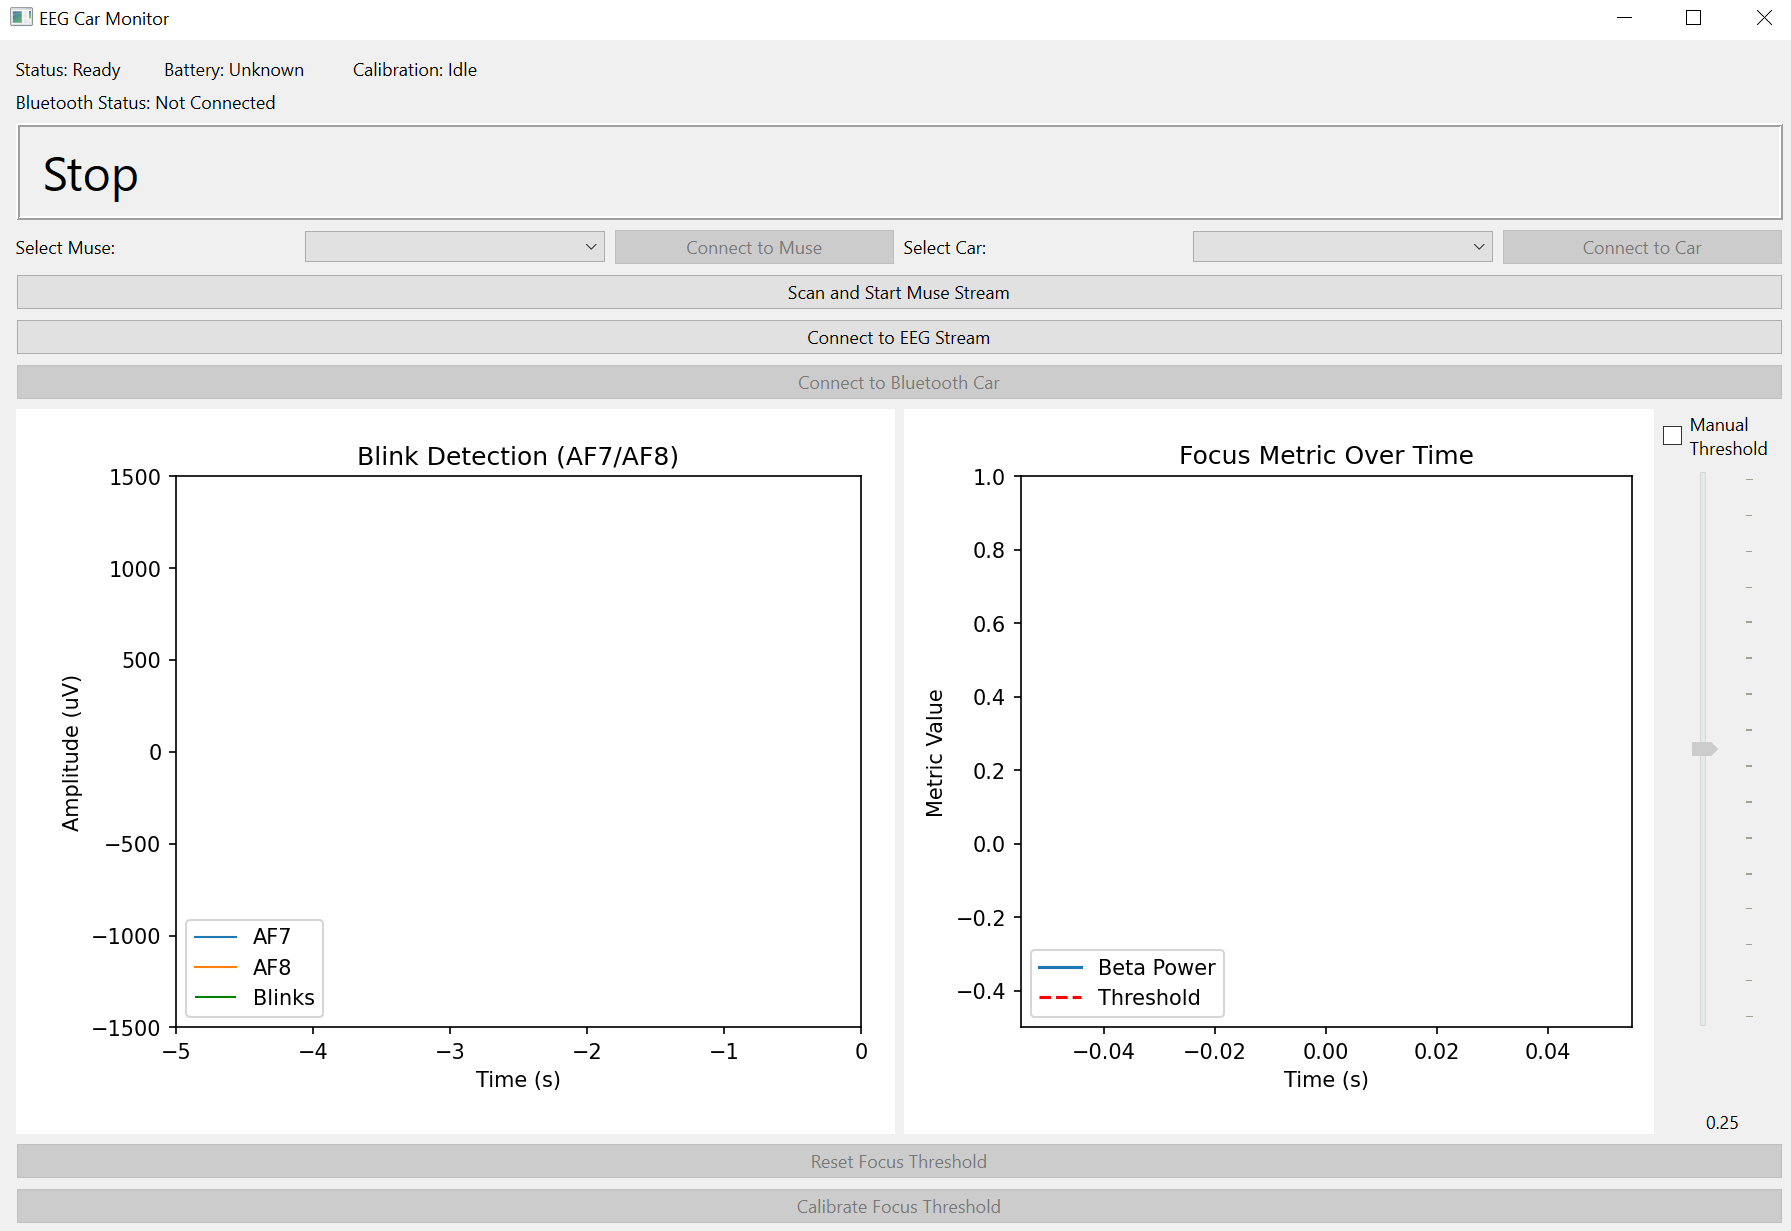 EEG Car Monitor
Status: Ready Battery: Unknown Calibration: Idle
Bluetooth Status: Not Connected
Stop
Select Muse: Connect to Muse Select Car: Connect to Car
Scan and Start Muse Stream
Connect to EEG Stream
Connect to Bluetooth Car
Blink Detection (AF7/AF8)
1500
1000
500
0
−500
−1000
−1500
Amplitude (uV)
AF7
AF8
Blinks
−5 −4 −3 −2 −1 0
Time (s)
Focus Metric Over Time
1.0
0.8
0.6
0.4
0.2
0.0
−0.2
−0.4
Metric Value
Beta Power
Threshold
−0.04 −0.02 0.00 0.02 0.04
Time (s)
Manual
Threshold
0.25
Reset Focus Threshold
Calibrate Focus Threshold